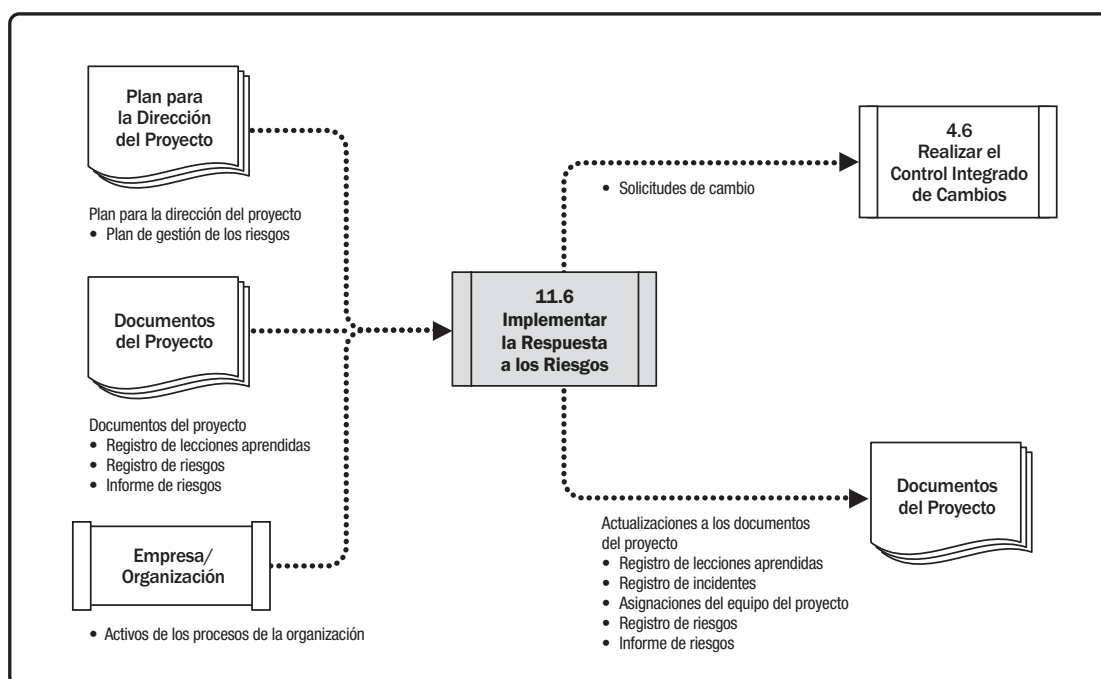 Plan para
la Dirección
del Proyecto
Plan para la dirección del proyecto
• Plan de gestión de los riesgos
Documentos
del Proyecto
Documentos del proyecto
• Registro de lecciones aprendidas
• Registro de riesgos
• Informe de riesgos
Empresa/
Organización
• Activos de los procesos de la organización
11.6
Implementar
la Respuesta
a los Riesgos
• Solicitudes de cambio
4.6
Realizar el
Control Integrado
de Cambios
Actualizaciones a los documentos
del proyecto
• Registro de lecciones aprendidas
• Registro de incidentes
• Asignaciones del equipo del proyecto
• Registro de riesgos
• Informe de riesgos
Documentos
del Proyecto